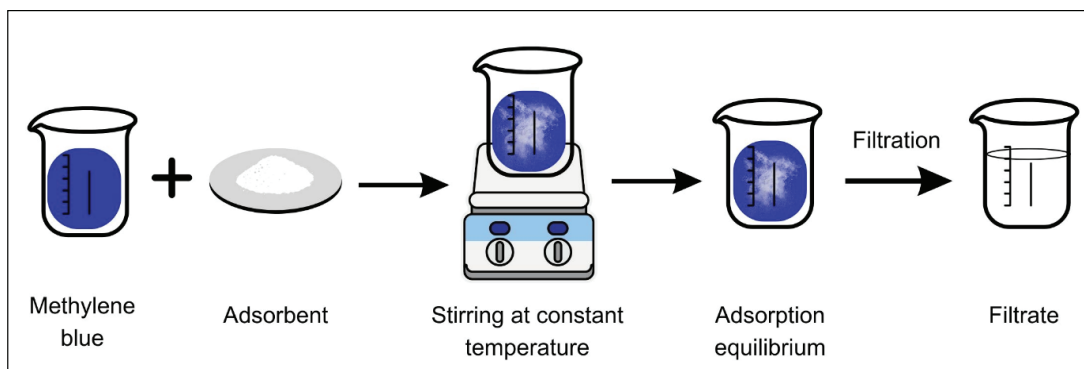 Filtration
Methylene
blue
Adsorbent
Stirring at constant
temperature
Adsorption
equilibrium
Filtrate